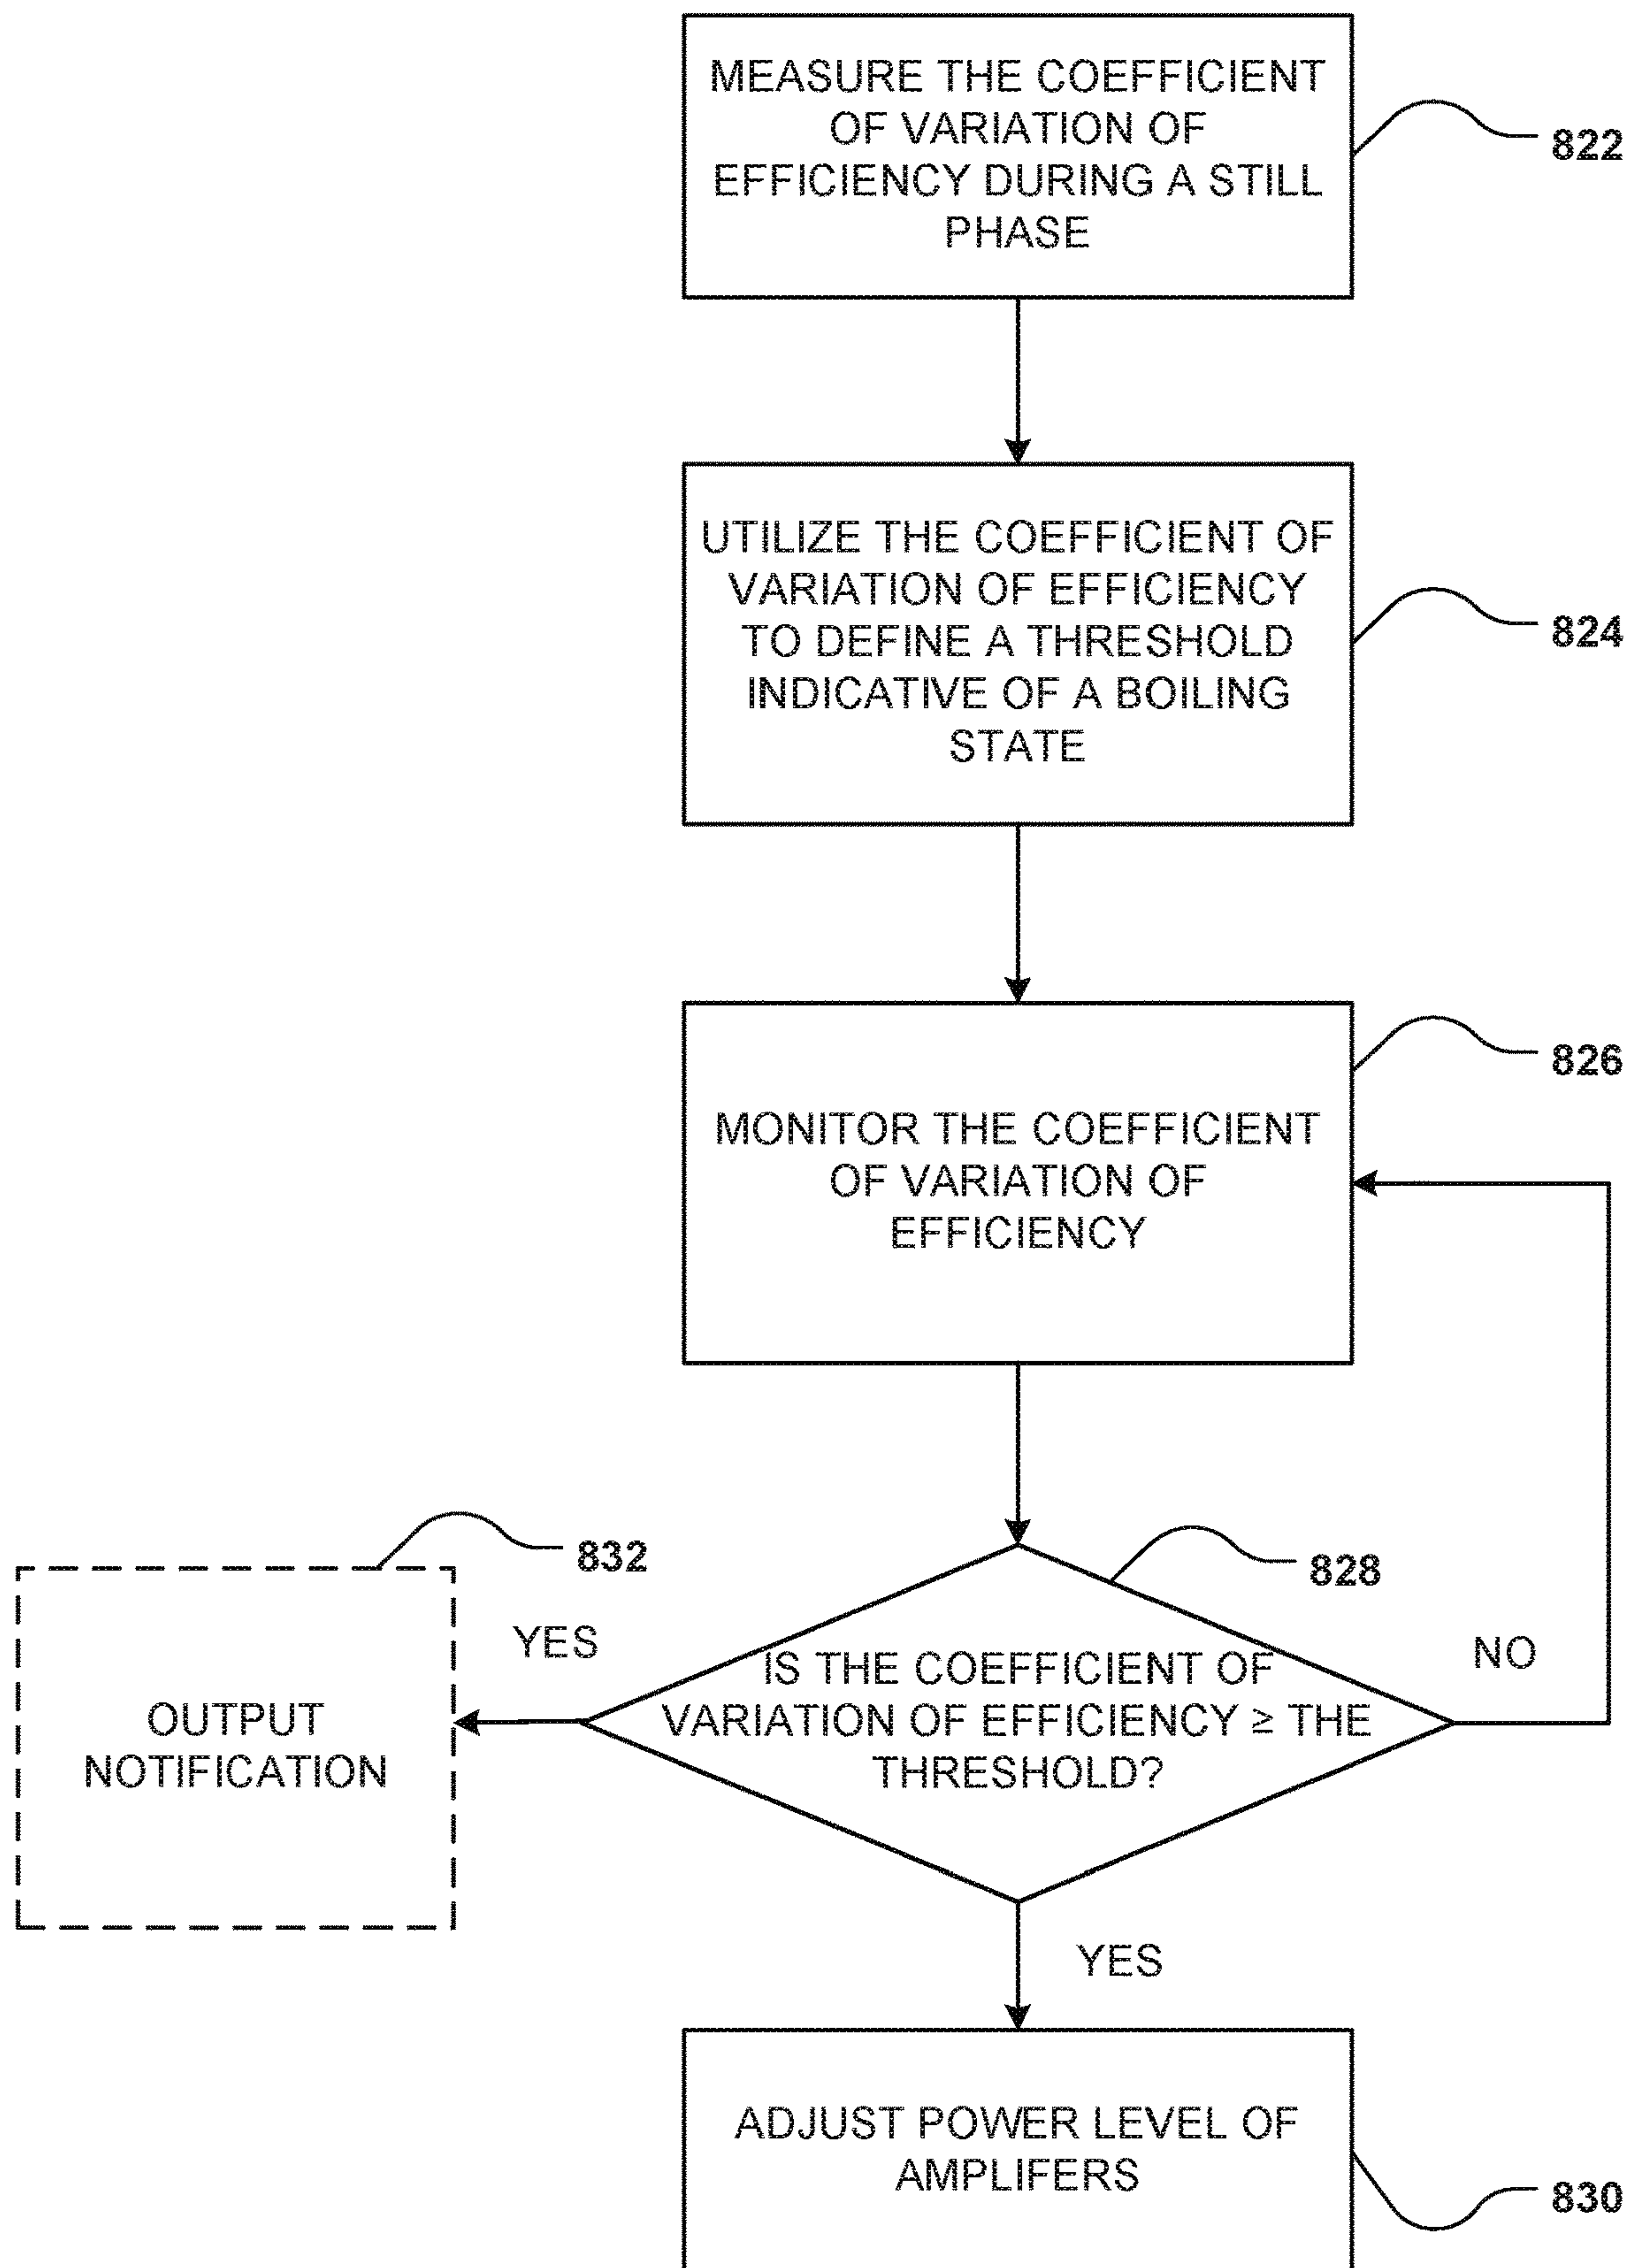 MEASURE THE COEFFICIENT
OF VARIATION OF
EFFICIENCY DURING A STILL
PHASE
822
UTILIZE THE COEFFICIENT OF
VARIATION OF EFFICIENCY
TO DEFINE A THRESHOLD
INDICATIVE OF A BOILING
STATE
824
826
MONITOR THE COEFFICIENT
OF VARIATION OF
EFFICIENCY
832
828
YES
NO
IS THE COEFFICIENT OF
VARIATION OF EFFICIENCY ≥ THE
THRESHOLD?
OUTPUT
NOTIFICATION
YES
ADJUST POWER LEVEL OF
AMPLIFERS
830